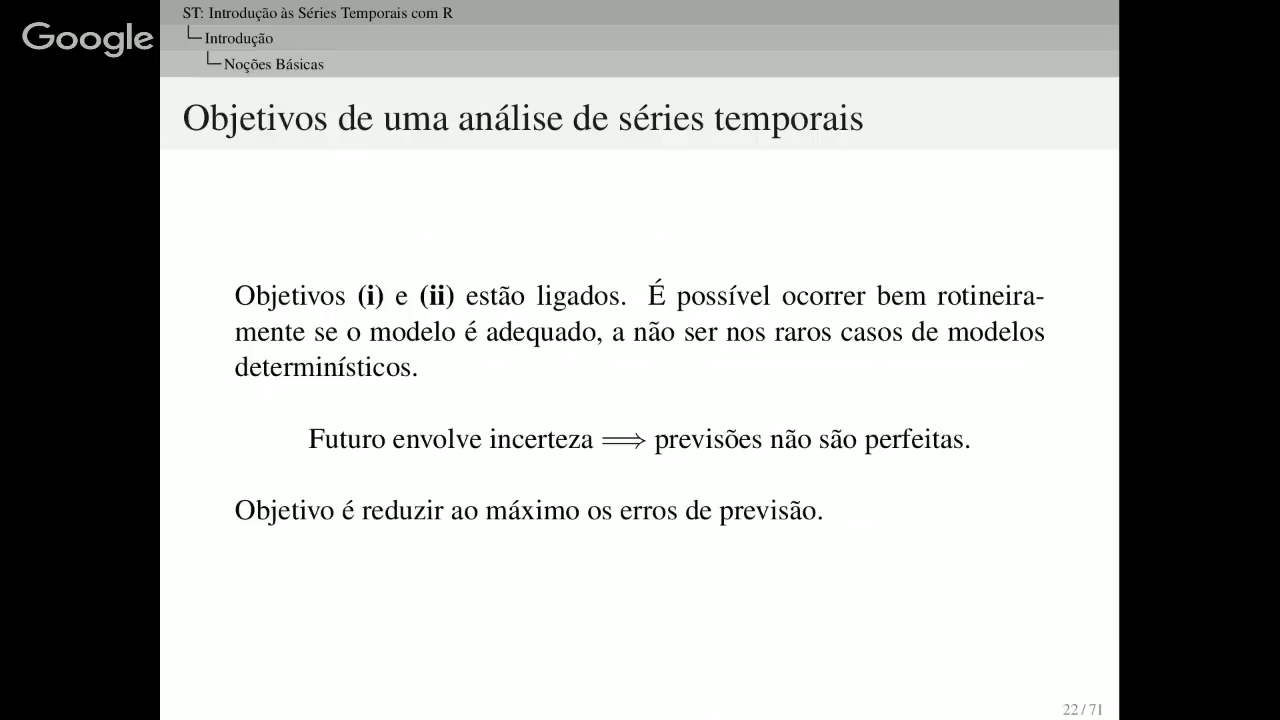 Google
ST: Introdução às Séries Temporais com R
Introdução
Noções Básicas
Objetivos de uma análise de séries temporais
Objetivos (i) e (ii) estão ligados. É possível ocorrer bem rotineira-
mente se o modelo é adequado, a não ser nos raros casos de modelos
determinísticos.
Futuro envolve incerteza ⟹ previsões não são perfeitas.
Objetivo é reduzir ao máximo os erros de previsão.
22 / 71